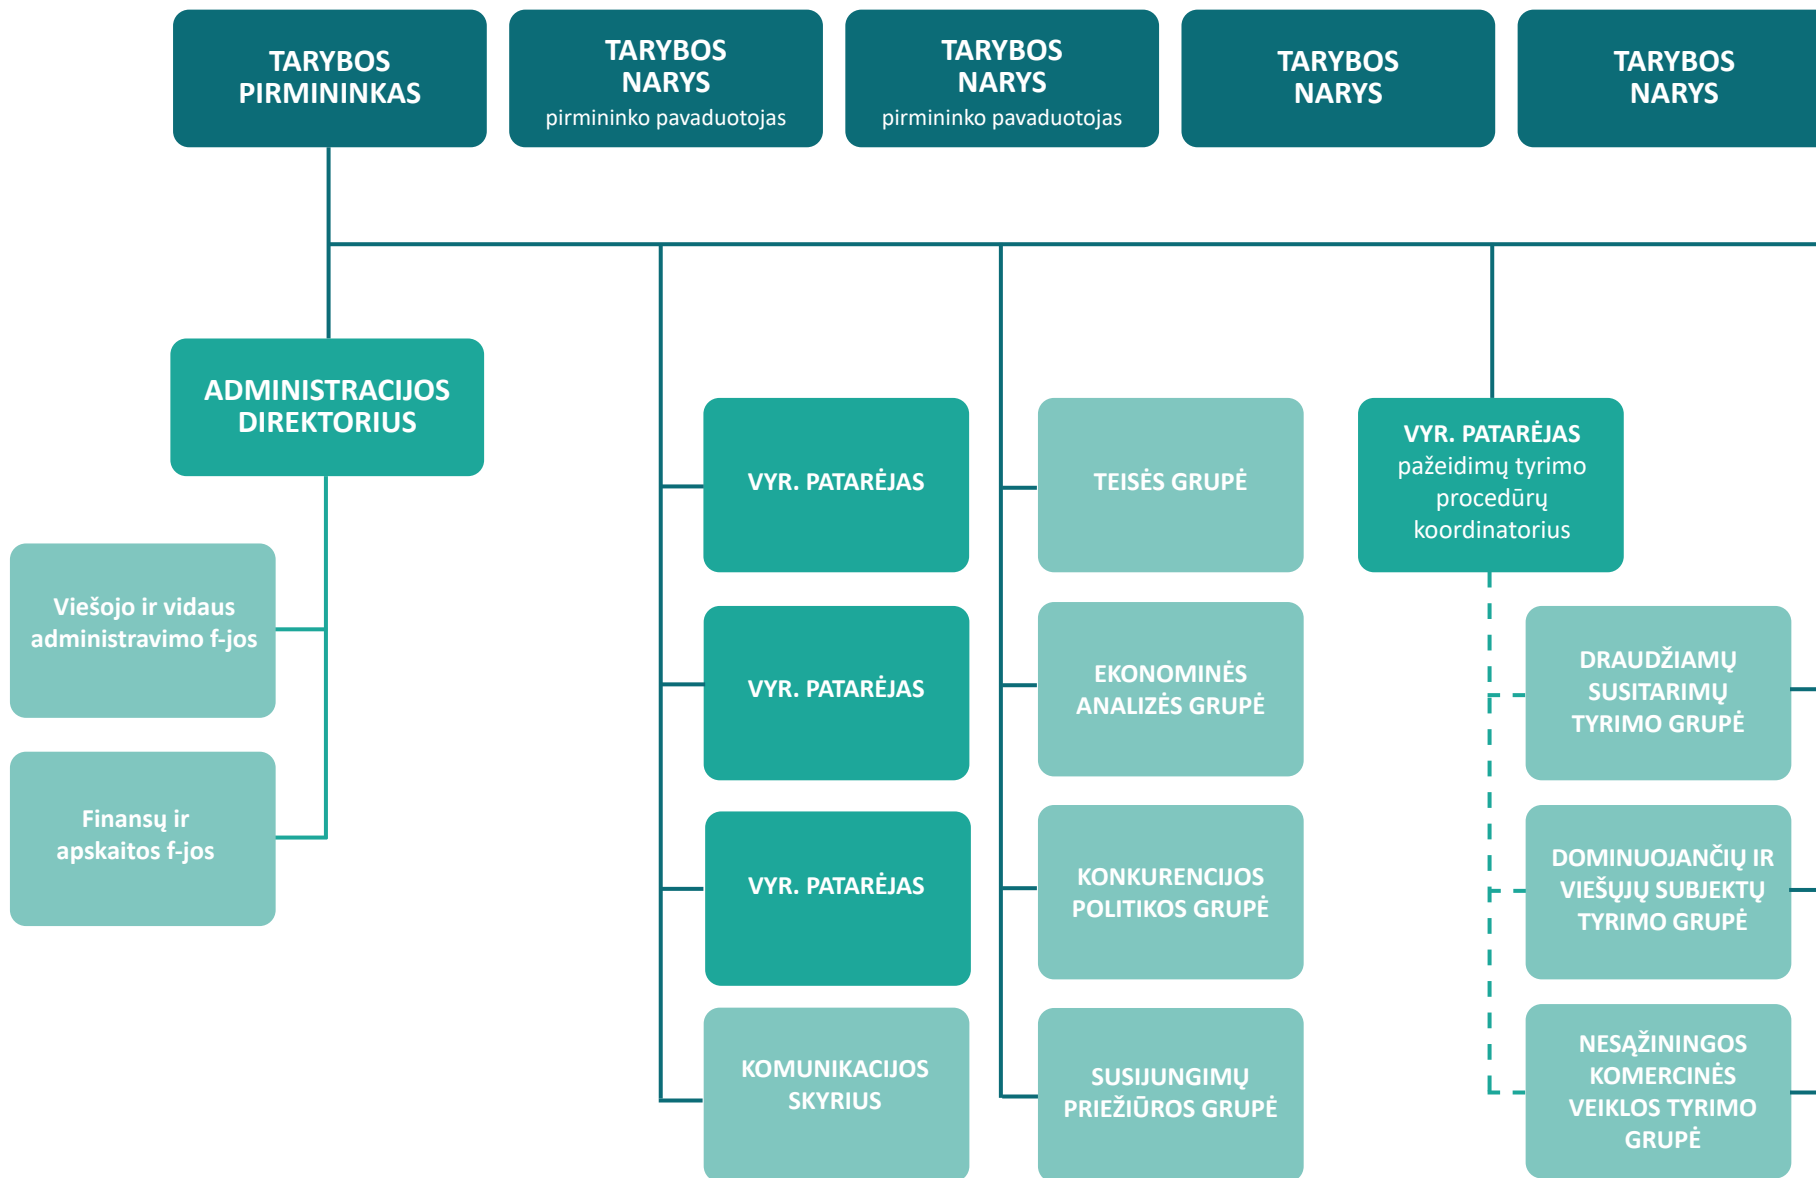 TARYBOS
PIRMININKAS
TARYBOS
NARYS
pirmininko pavaduotojas
TARYBOS
NARYS
pirmininko pavaduotojas
TARYBOS
NARYS
TARYBOS
NARYS
ADMINISTRACIJOS
DIREKTORIUS
Viešojo ir vidaus
administravimo f-jos
Finansų ir
apskaitos f-jos
VYR. PATARĖJAS
VYR. PATARĖJAS
VYR. PATARĖJAS
KOMUNIKACIJOS
SKYRIUS
TEISĖS GRUPĖ
EKONOMINĖS
ANALIZĖS GRUPĖ
KONKURENCIJOS
POLITIKOS GRUPĖ
SUSIJUNGIMŲ
PRIEŽIŪROS GRUPĖ
VYR. PATARĖJAS
pažeidimų tyrimo
procedūrų
koordinatorius
DRAUDŽIAMŲ
SUSITARIMŲ
TYRIMO GRUPĖ
DOMINUOJANČIŲ IR
VIEŠŲJŲ SUBJEKTŲ
TYRIMO GRUPĖ
NESĄŽININGOS
KOMERCINĖS
VEIKLOS TYRIMO
GRUPĖ